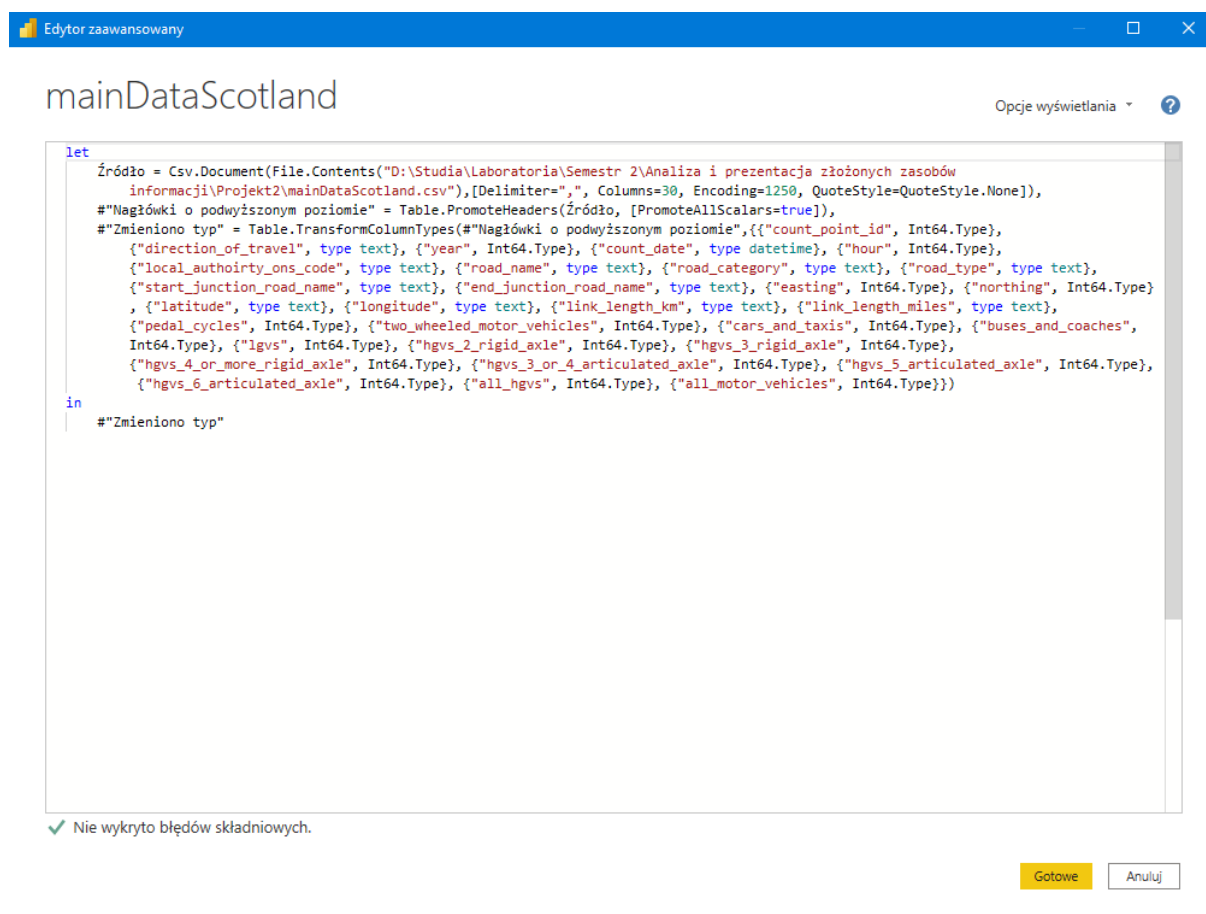 Edytor zaawansowany
mainDataScotland
Opcje wyświetlania
?
let
Źródło = Csv.Document(File.Contents("D:\Studia\Laboratoria\Semestr 2\Analiza i prezentacja złożonych zasobów
informacji\Projekt2\mainDataScotland.csv"),[Delimiter=",", Columns=30, Encoding=1250, QuoteStyle=QuoteStyle.None]),
#"Nagłówki o podwyższonym poziomie" = Table.PromoteHeaders(Źródło, [PromoteAllScalars=true]),
#"Zmieniono typ" = Table.TransformColumnTypes(#"Nagłówki o podwyższonym poziomie",{{"count_point_id", Int64.Type},
{"direction_of_travel", type text}, {"year", Int64.Type}, {"count_date", type datetime}, {"hour", Int64.Type},
{"local_authoirty_ons_code", type text}, {"road_name", type text}, {"road_category", type text}, {"road_type", type text},
{"start_junction_road_name", type text}, {"end_junction_road_name", type text}, {"easting", Int64.Type}, {"northing", Int64.Type}
, {"latitude", type text}, {"longitude", type text}, {"link_length_km", type text}, {"link_length_miles", type text},
{"pedal_cycles", Int64.Type}, {"two_wheeled_motor_vehicles", Int64.Type}, {"cars_and_taxis", Int64.Type}, {"buses_and_coaches",
Int64.Type}, {"lgvs", Int64.Type}, {"hgvs_2_rigid_axle", Int64.Type}, {"hgvs_3_rigid_axle", Int64.Type},
{"hgvs_4_or_more_rigid_axle", Int64.Type}, {"hgvs_3_or_4_articulated_axle", Int64.Type}, {"hgvs_5_articulated_axle", Int64.Type},
{"hgvs_6_articulated_axle", Int64.Type}, {"all_hgvs", Int64.Type}, {"all_motor_vehicles", Int64.Type}})
in
#"Zmieniono typ"
Nie wykryto błędów składniowych.
Gotowe
Anuluj